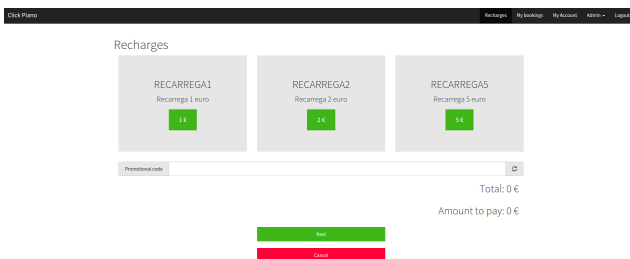 Click Piano
Recharges My bookings My Account Admin Logout
Recharges
RECARREGA1 RECARREGA2 RECARREGA5
Recarrega 1 euro Recarrega 2 euro Recarrega 5 euro
1 € 2 € 5 €
Promotional code
Total: 0 €
Amount to pay: 0 €
Next
Cancel